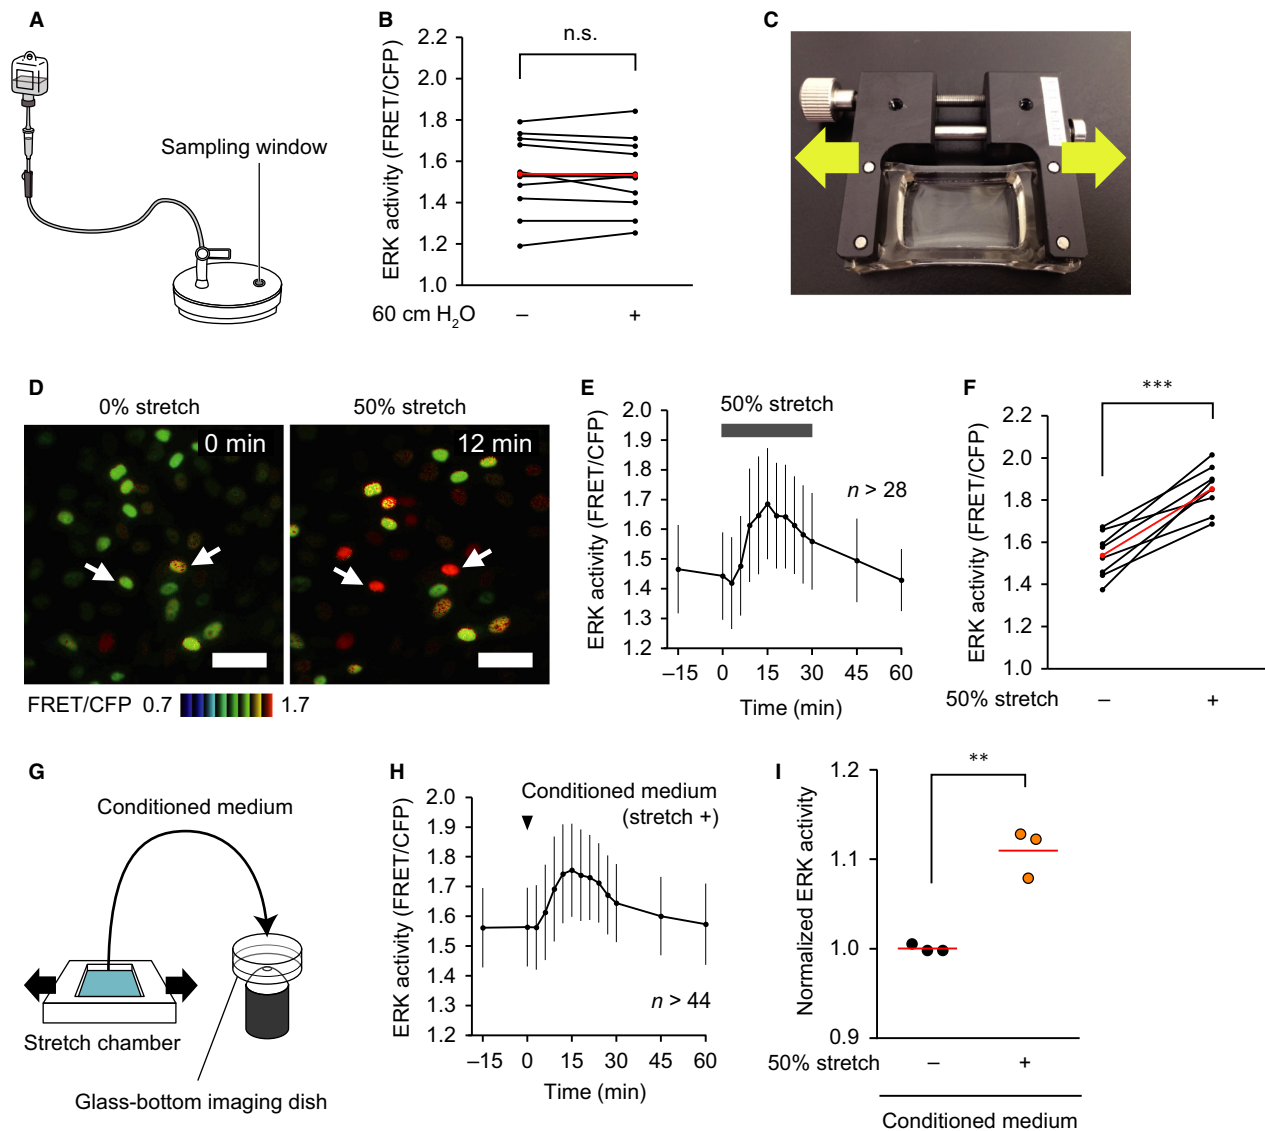 A
Sampling window
B
ERK activity (FRET/CFP)
2.2
2.0
1.8
1.6
1.4
1.2
1.0
n.s.
60 cm H₂O
–
+
C
D
0% stretch
50% stretch
0 min
12 min
FRET/CFP 0.7
1.7
E
ERK activity (FRET/CFP)
2.0
1.9
1.8
1.7
1.6
1.5
1.4
1.3
1.2
50% stretch
n > 28
–15
0
15
30
45
60
Time (min)
F
ERK activity (FRET/CFP)
2.2
2.0
1.8
1.6
1.4
1.2
1.0
***
50% stretch
–
+
G
Conditioned medium
Stretch chamber
Glass-bottom imaging dish
H
ERK activity (FRET/CFP)
2.0
1.9
1.8
1.7
1.6
1.5
1.4
1.3
1.2
Conditioned medium
(stretch +)
n > 44
–15
0
15
30
45
60
Time (min)
I
Normalized ERK activity
1.2
1.1
1.0
0.9
**
50% stretch
–
+
Conditioned medium